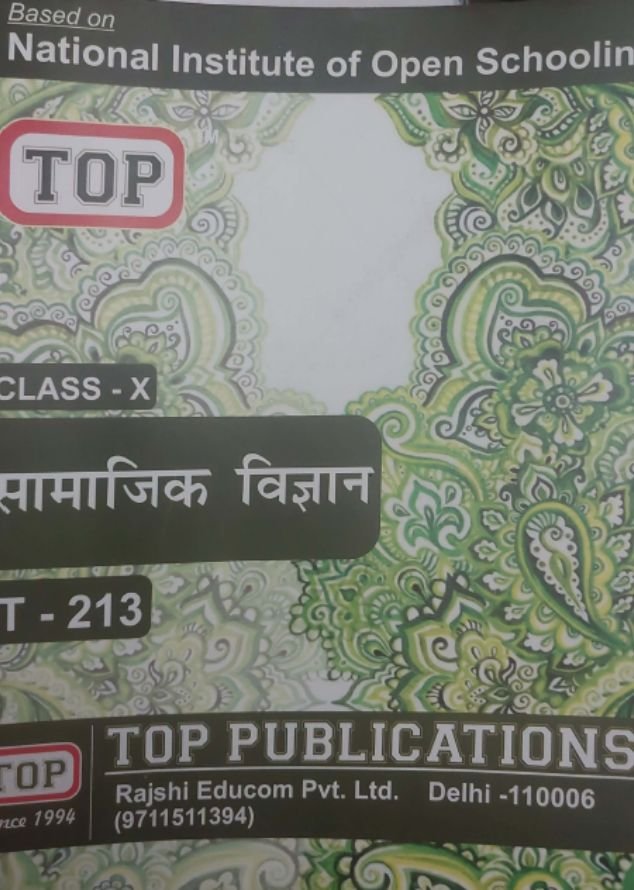 Based on
National Institute of Open Schoolin
TOP
CLASS - X
सामाजिक विज्ञान
T - 213
TOP PUBLICATIONS
TOP
Rajshi Educom Pvt. Ltd. Delhi -110006
nce 1994
(9711511394)